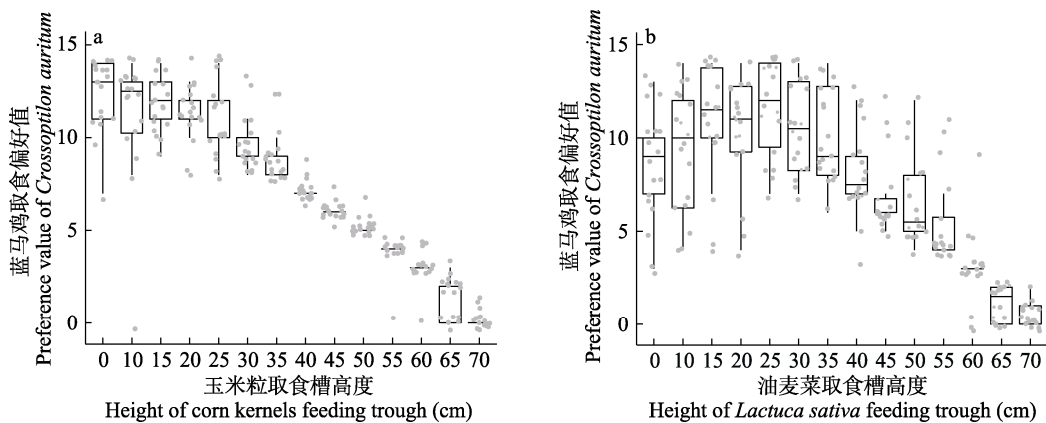 a
蓝马鸡取食偏好值
Preference value of Crossoptilon auritum
15
10
5
0
0 10 15 20 25 30 35 40 45 50 55 60 65 70
玉米粒取食槽高度
Height of corn kernels feeding trough (cm)
b
蓝马鸡取食偏好值
Preference value of Crossoptilon auritum
15
10
5
0
0 10 15 20 25 30 35 40 45 50 55 60 65 70
油麦菜取食槽高度
Height of Lactuca sativa feeding trough (cm)